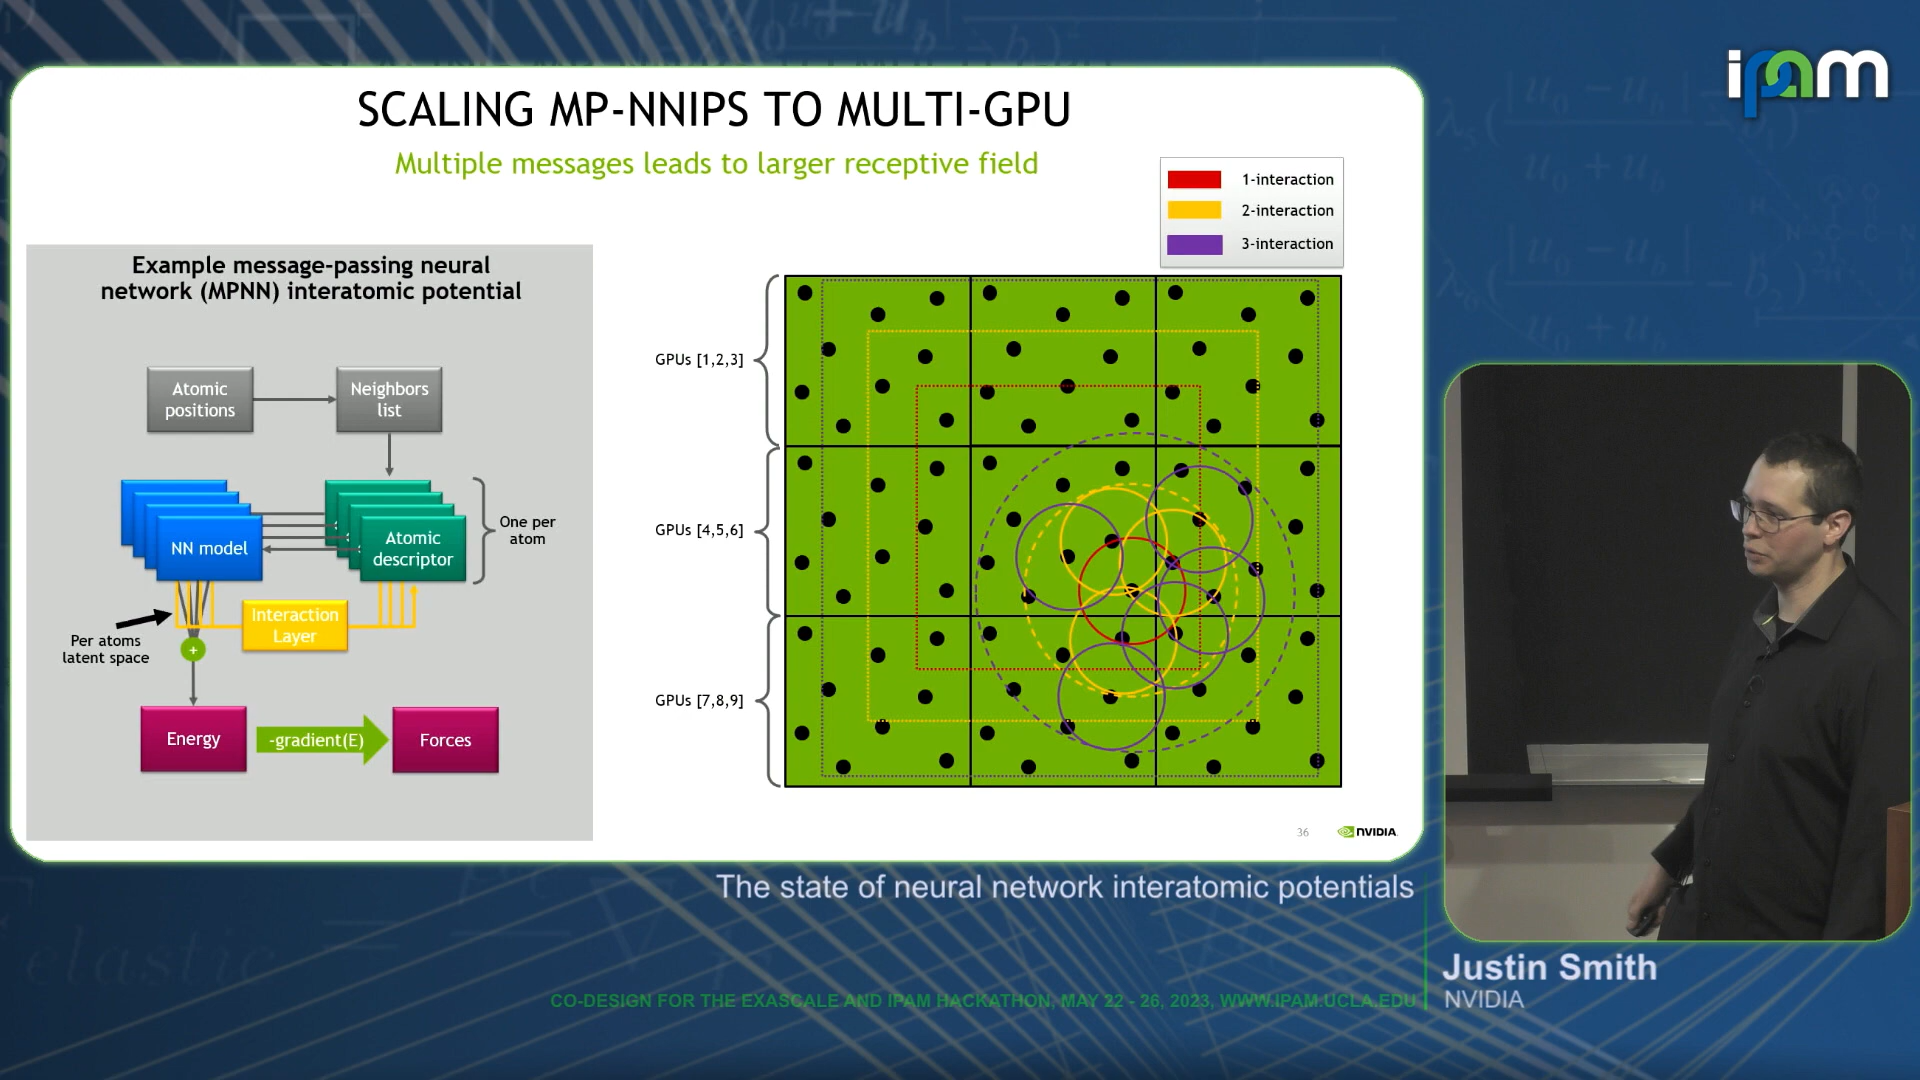 ipam
SCALING MP-NNIPS TO MULTI-GPU
Multiple messages leads to larger receptive field
1-interaction
2-interaction
3-interaction
Example message-passing neural
network (MPNN) interatomic potential
Atomic
positions
Neighbors
list
NN model
Atomic
descriptor
One per
atom
Interaction
Layer
Per atoms
latent space
+
Energy
-gradient(E)
Forces
GPUs [1,2,3]
GPUs [4,5,6]
GPUs [7,8,9]
36
NVIDIA
The state of neural network interatomic potentials
Justin Smith
NVIDIA
CO-DESIGN FOR THE EXASCALE AND IPAM HACKATHON, MAY 22 - 26, 2023, WWW.IPAM.UCLA.EDU
elastic